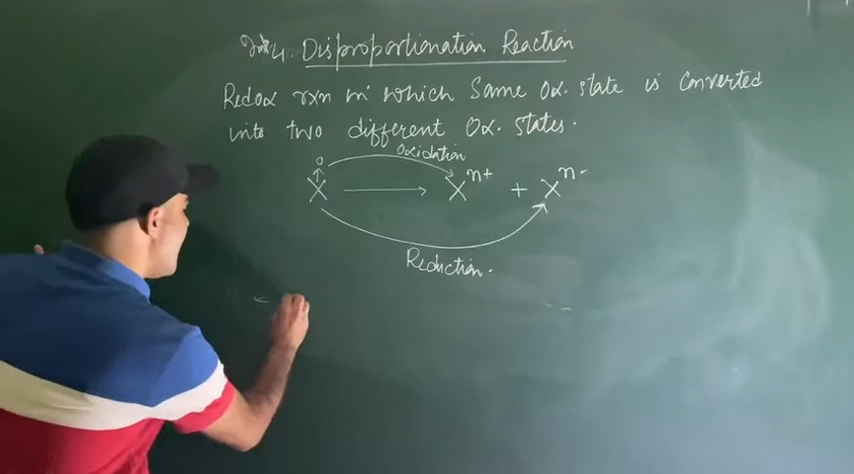 Disproportionation Reaction
Redox rxn in which Same Ox. state is converted
into two different Ox. states.
Oxidation
0
X → X^n+ + X^n-
Reduction.